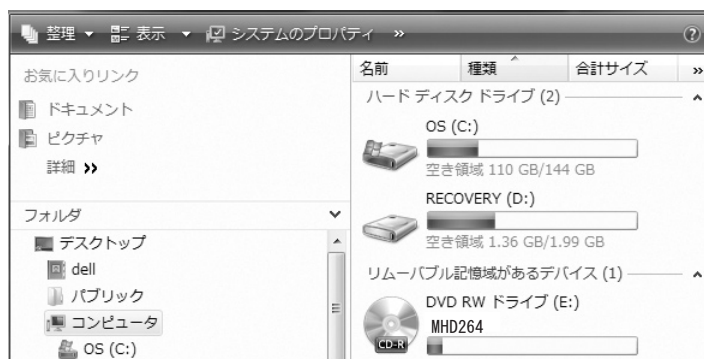 整理 表示 システムのプロパティ »
お気に入りリンク
ドキュメント
ピクチャ
詳細 »
フォルダ
デスクトップ
dell
パブリック
コンピュータ
OS (C:)
名前 種類 合計サイズ »
ハード ディスク ドライブ (2)
OS (C:)
空き領域 110 GB/144 GB
RECOVERY (D:)
空き領域 1.36 GB/1.99 GB
リムーバブル記憶域があるデバイス (1)
DVD RW ドライブ (E:)
MHD264
CD-R